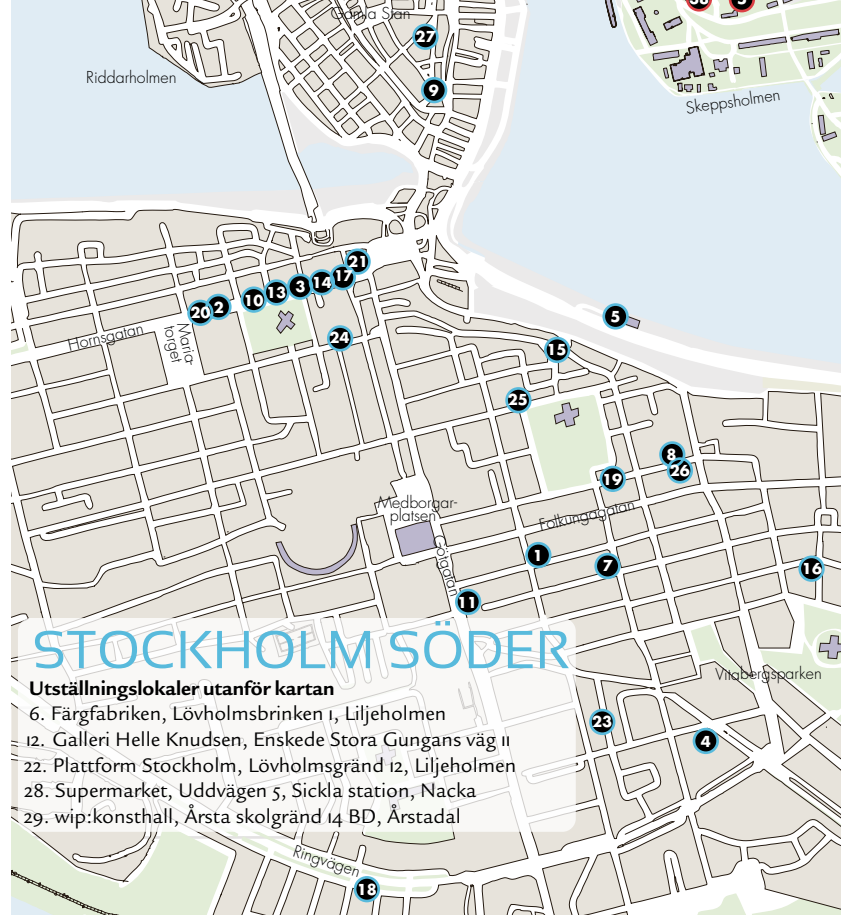 Gamla Stan
38
3
27
Riddarholmen
9
Skeppsholmen
21
17
14
3
13
10
2
20
5
Hornsgatan
Maria-
torget
24
15
25
8
26
19
Medborgar-
platsen
Folkungagatan
Götgatan
1
7
16
11
STOCKHOLM SÖDER
Utställningslokaler utanför kartan
6. Färgfabriken, Lövholmsbrinken 1, Liljeholmen
12. Galleri Helle Knudsen, Enskede Stora Gungans väg 11
22. Plattform Stockholm, Lövholmsgränd 12, Liljeholmen
28. Supermarket, Uddvägen 5, Sickla station, Nacka
29. wip:konsthall, Årsta skolgränd 14 BD, Årstadal
Vitabergsparken
23
4
Ringvägen
18